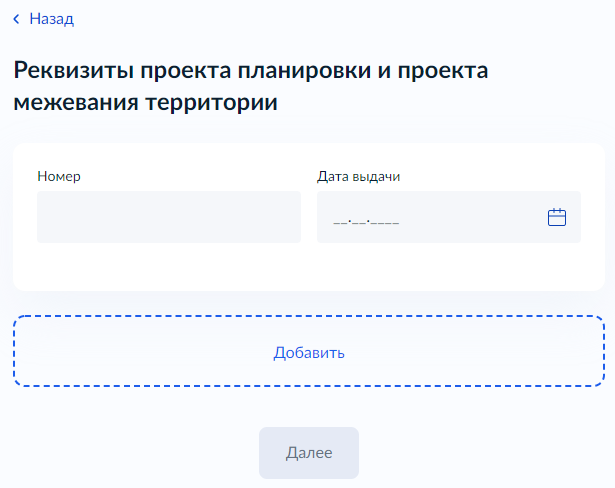 Назад
Реквизиты проекта планировки и проекта
межевания территории
Номер
Дата выдачи
__.__.____
Добавить
Далее